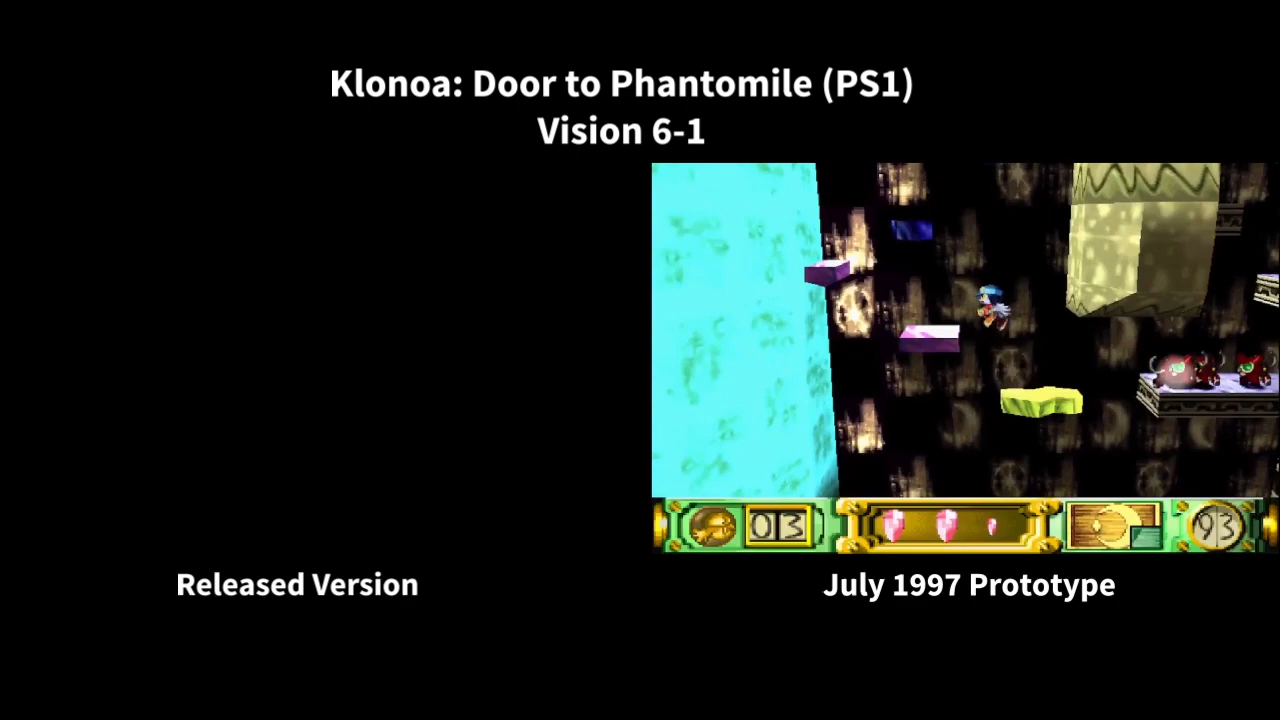 Klonoa: Door to Phantomile (PS1)
Vision 6-1
03
93
Released Version
July 1997 Prototype